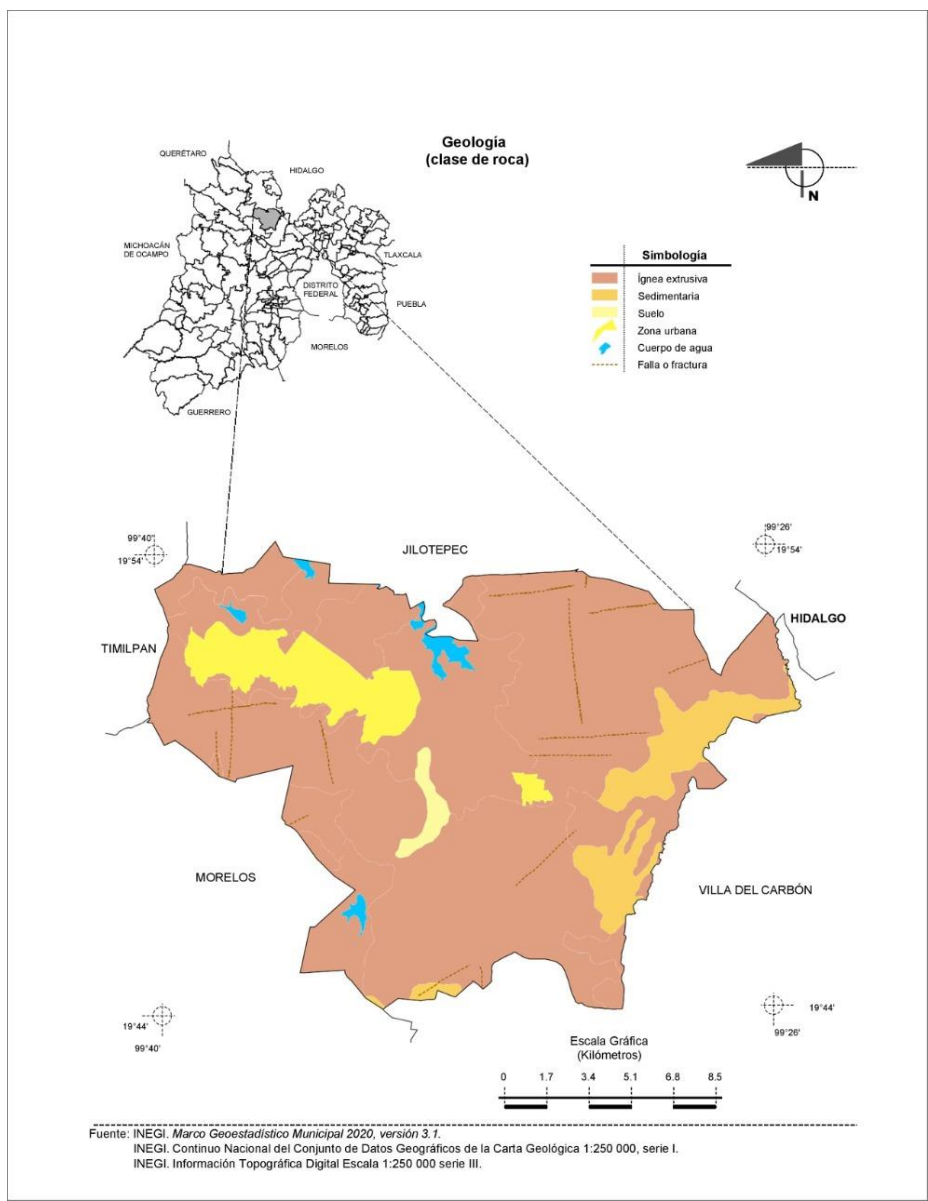 Geología
(clase de roca)
QUERÉTARO
HIDALGO
MICHOACÁN
DE OCAMPO
TLAXCALA
DISTRITO
FEDERAL
PUEBLA
MORELOS
GUERRERO
N
Simbología
Ígnea extrusiva
Sedimentaria
Suelo
Zona urbana
Cuerpo de agua
Falla o fractura
99°40'
19°54'
JILOTEPEC
99°26'
19°54'
HIDALGO
TIMILPAN
MORELOS
VILLA DEL CARBÓN
19°44'
99°40'
19°44'
99°26'
Escala Gráfica
(Kilómetros)
0 1.7 3.4 5.1 6.8 8.5
Fuente: INEGI. Marco Geoestadístico Municipal 2020, versión 3.1.
INEGI. Continuo Nacional del Conjunto de Datos Geográficos de la Carta Geológica 1:250 000, serie I.
INEGI. Información Topográfica Digital Escala 1:250 000 serie III.